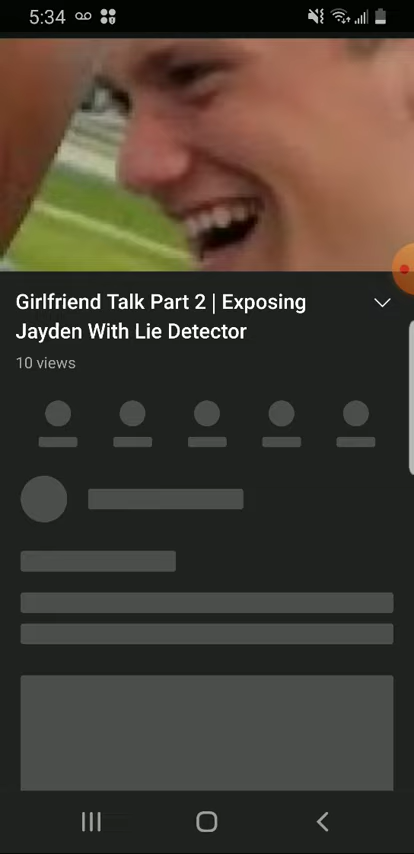 5:34
Girlfriend Talk Part 2 | Exposing
Jayden With Lie Detector
10 views